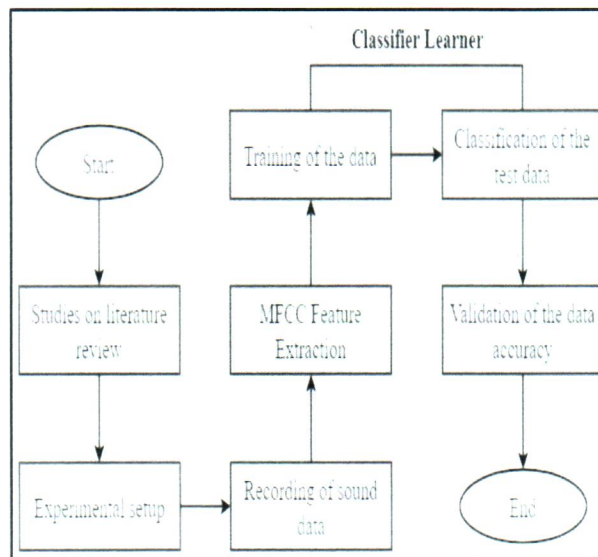 Classifier Learner
Start
Studies on literature
review
Experimental setup
Recording of sound
data
MFCC Feature
Extraction
Training of the data
Classification of the
test data
Validation of the data
accuracy
End